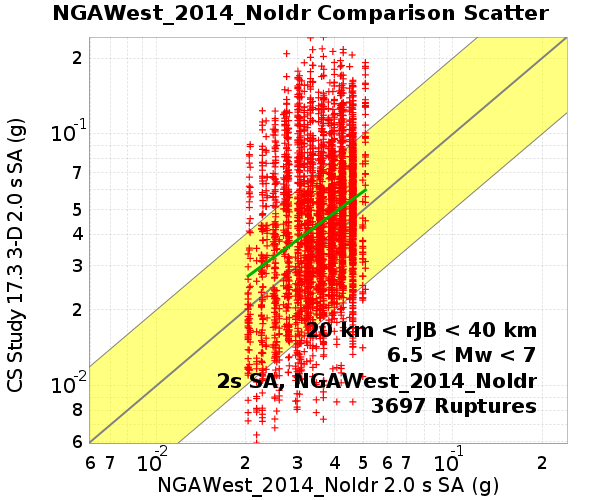 NGAWest_2014_NoIdr Comparison Scatter
CS Study 17.3 3-D 2.0 s SA (g)
2
10-1
7
5
4
3
2
10-2
8
6
20 km < rJB < 40 km
6.5 < Mw < 7
2s SA, NGAWest_2014_NoIdr
3697 Ruptures
6 7 10-2 2 3 4 5 6 7 10-1 2
NGAWest_2014_NoIdr 2.0 s SA (g)